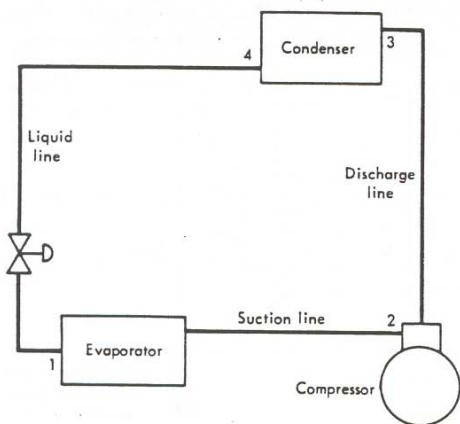 Condenser
3
4
Liquid
line
Discharge
line
Suction line
2
Evaporator
1
Compressor